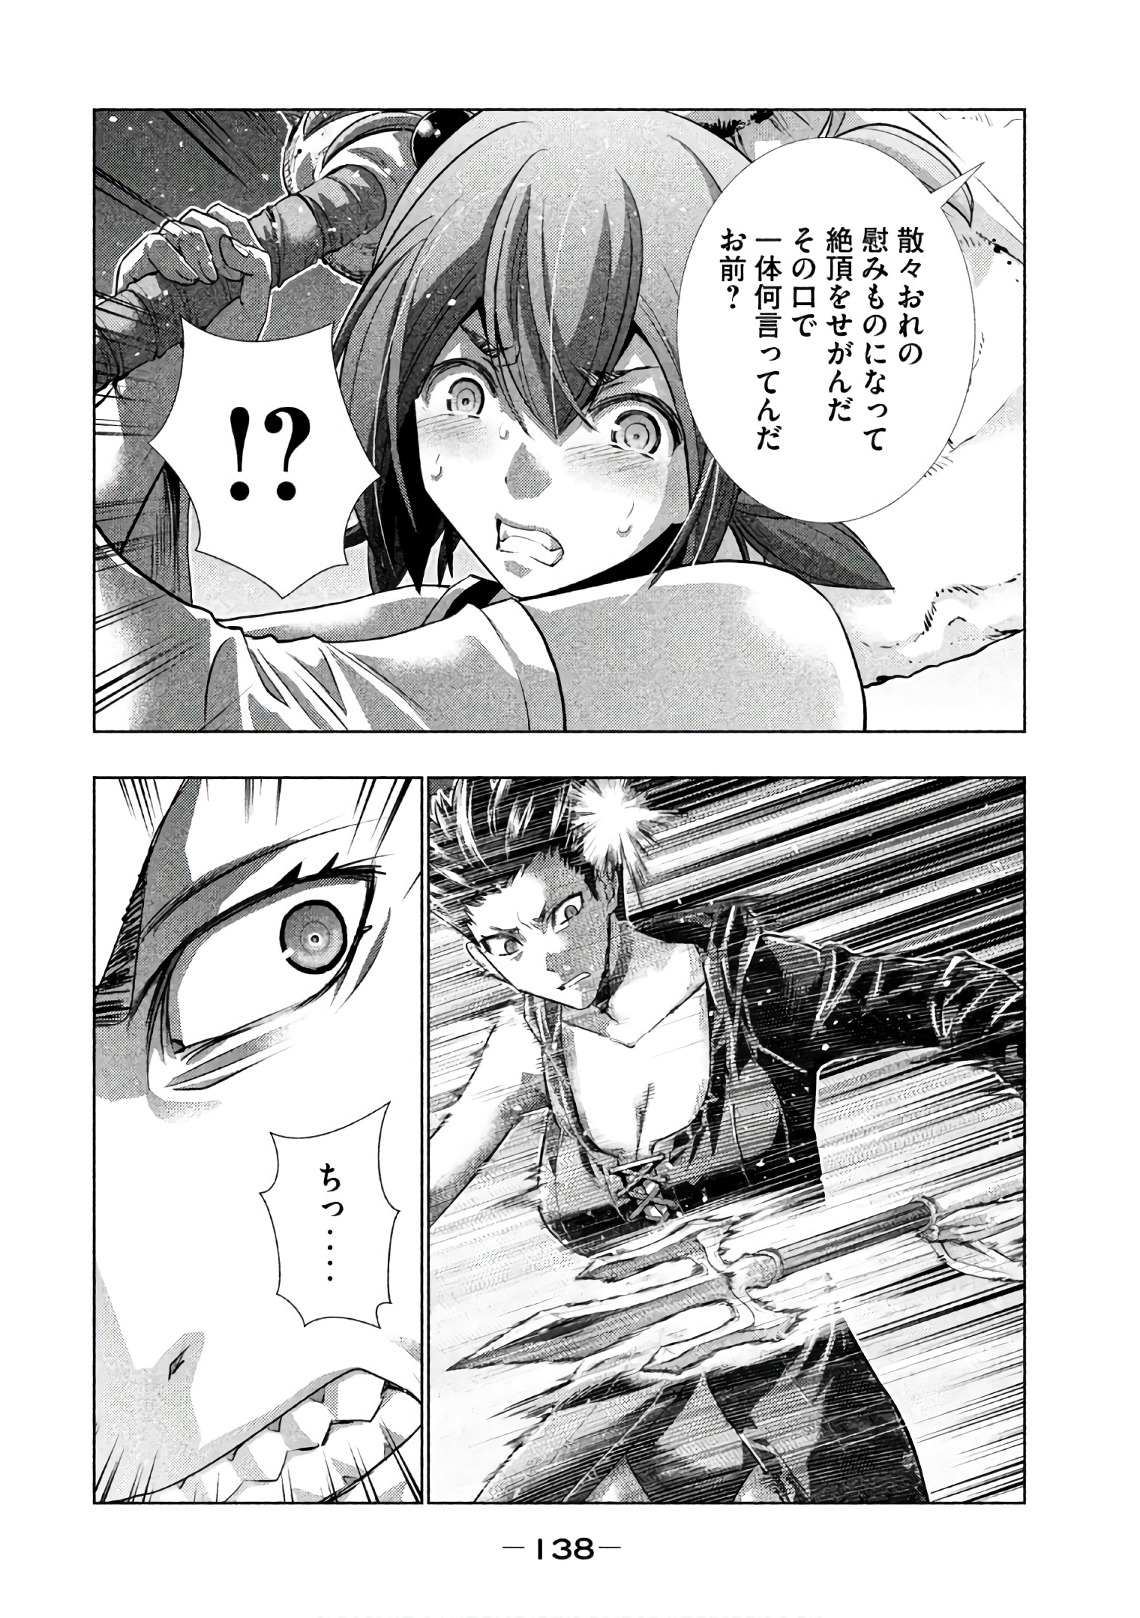 散々おれの
慰みものになって
絶頂をせがんだ
その口で
一体何言ってんだ
お前?
!?
ちっ‥‥
—138—